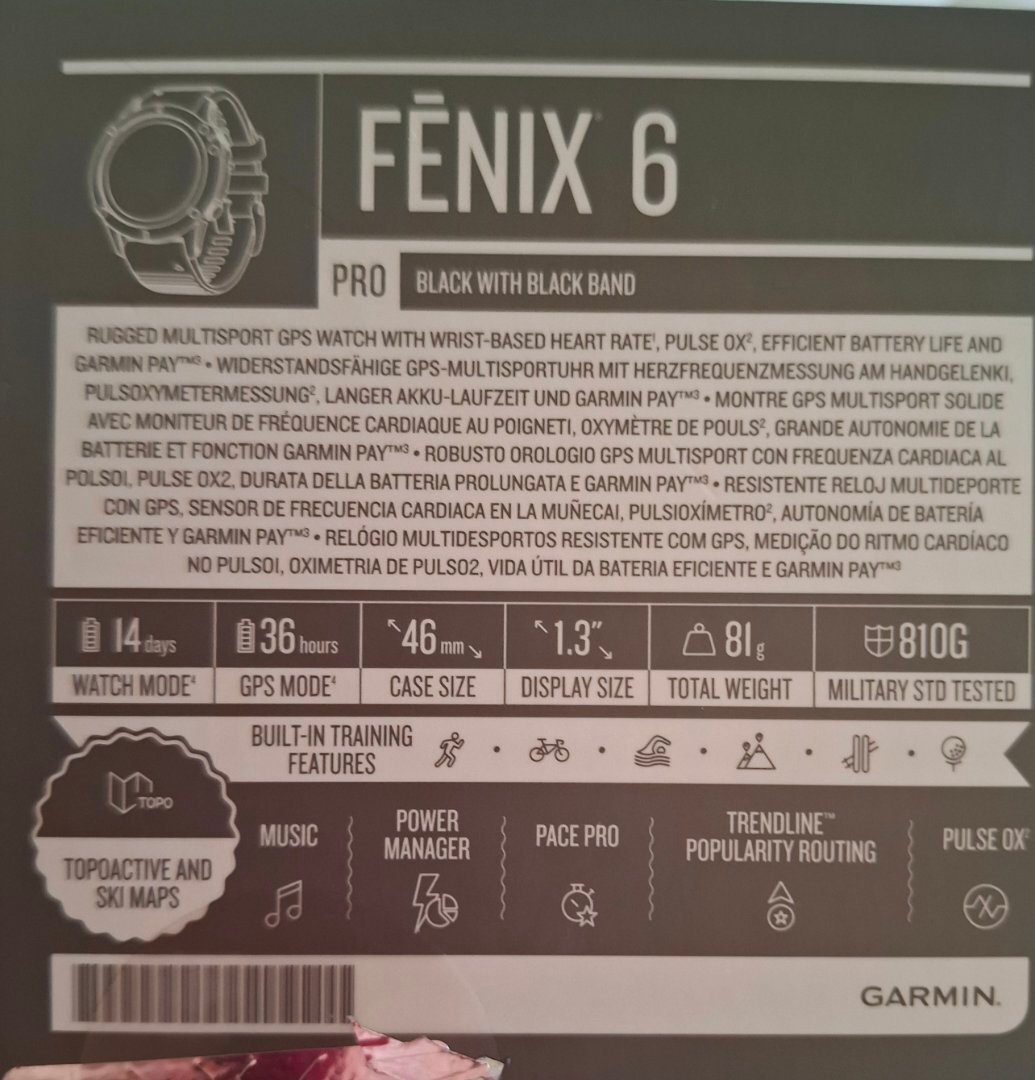 FĒNIX® 6
PRO BLACK WITH BLACK BAND
RUGGED MULTISPORT GPS WATCH WITH WRIST-BASED HEART RATE¹, PULSE OX², EFFICIENT BATTERY LIFE AND
GARMIN PAY™³ • WIDERSTANDSFÄHIGE GPS-MULTISPORTUHR MIT HERZFREQUENZMESSUNG AM HANDGELENKI,
PULSOXYMETERMESSUNG², LANGER AKKU-LAUFZEIT UND GARMIN PAY™³ • MONTRE GPS MULTISPORT SOLIDE
AVEC MONITEUR DE FRÉQUENCE CARDIAQUE AU POIGNETI, OXYMÈTRE DE POULS², GRANDE AUTONOMIE DE LA
BATTERIE ET FONCTION GARMIN PAY™³ • ROBUSTO OROLOGIO GPS MULTISPORT CON FREQUENZA CARDIACA AL
POLSOI, PULSE OX2, DURATA DELLA BATTERIA PROLUNGATA E GARMIN PAY™³ • RESISTENTE RELOJ MULTIDEPORTE
CON GPS, SENSOR DE FRECUENCIA CARDIACA EN LA MUÑECAI, PULSIOXÍMETRO², AUTONOMÍA DE BATERÍA
EFICIENTE Y GARMIN PAY™³ • RELÓGIO MULTIDESPORTOS RESISTENTE COM GPS, MEDIÇÃO DO RITMO CARDÍACO
NO PULSOI, OXIMETRIA DE PULSO2, VIDA ÚTIL DA BATERIA EFICIENTE E GARMIN PAY™³
14 days 36 hours 46 mm 1.3″ 81 g 810G
WATCH MODE⁴ GPS MODE⁴ CASE SIZE DISPLAY SIZE TOTAL WEIGHT MILITARY STD TESTED
BUILT-IN TRAINING
FEATURES
TOPO
TOPOACTIVE AND
SKI MAPS
MUSIC
POWER
MANAGER
PACE PRO
TRENDLINE™
POPULARITY ROUTING
PULSE OX²
GARMIN®